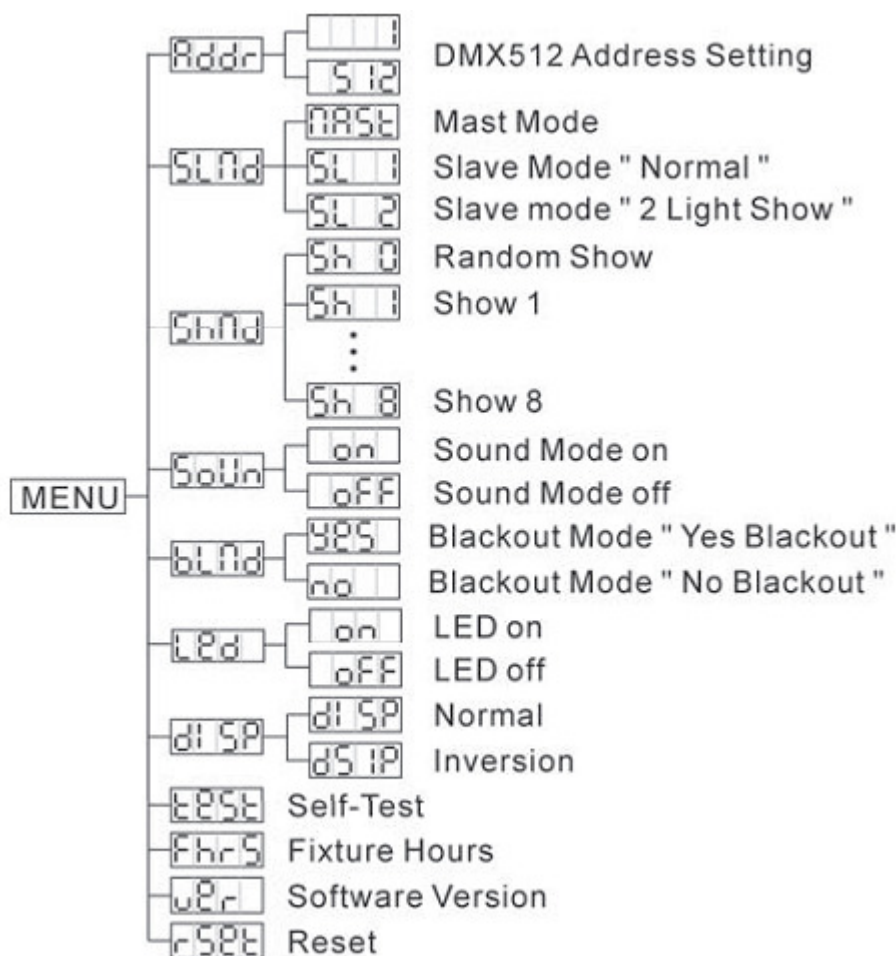 1
Addr DMX512 Address Setting
512
MASt Mast Mode
SLMd SL 1 Slave Mode " Normal "
SL 2 Slave mode " 2 Light Show "
Sh 0 Random Show
Sh 1 Show 1
ShMd
Sh 8 Show 8
on Sound Mode on
SoUn
oFF Sound Mode off
MENU
yes Blackout Mode " Yes Blackout "
bLMd
no Blackout Mode " No Blackout "
on LED on
Led
oFF LED off
dISP Normal
dISP
dSIP Inversion
teSt Self-Test
FhrS Fixture Hours
ver Software Version
rSet Reset